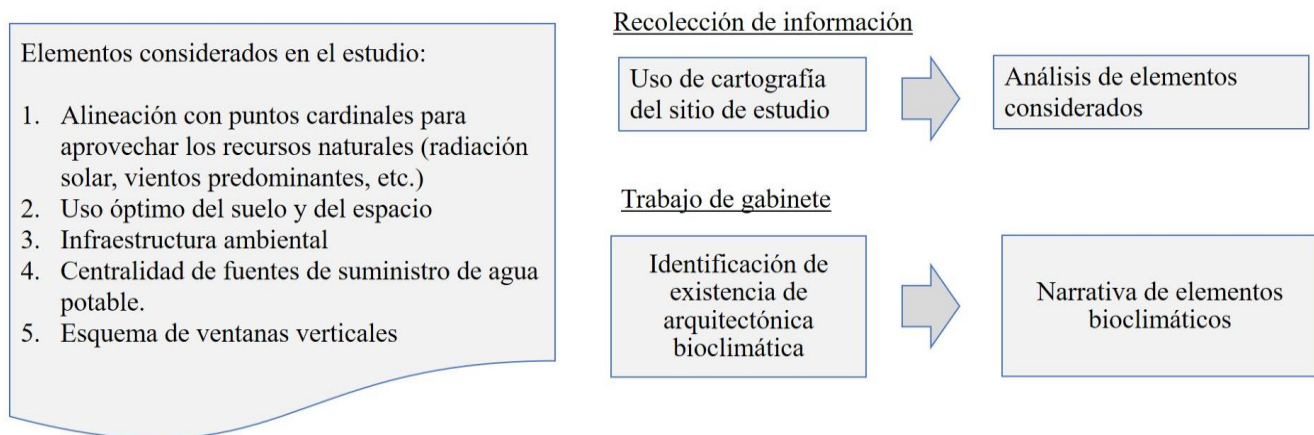 Elementos considerados en el estudio:
1. Alineación con puntos cardinales para
aprovechar los recursos naturales (radiación
solar, vientos predominantes, etc.)
2. Uso óptimo del suelo y del espacio
3. Infraestructura ambiental
4. Centralidad de fuentes de suministro de agua
potable.
5. Esquema de ventanas verticales
Recolección de información
Uso de cartografía
del sitio de estudio
Análisis de elementos
considerados
Trabajo de gabinete
Identificación de
existencia de
arquitectónica
bioclimática
Narrativa de elementos
bioclimáticos